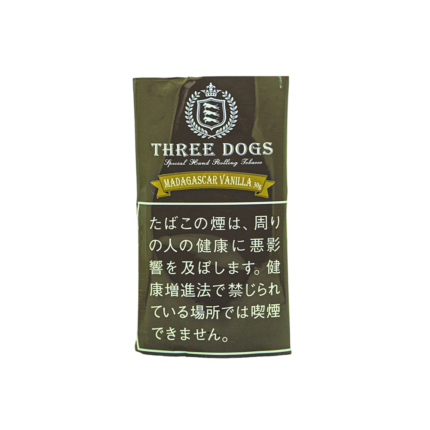 THREE DOGS
Special Hand Rolling Tobacco
MADAGASCAR VANILLA 30g
たばこの煙は、周り
の人の健康に悪影
響を及ぼします。健
康増進法で禁じられ
ている場所では喫煙
できません。